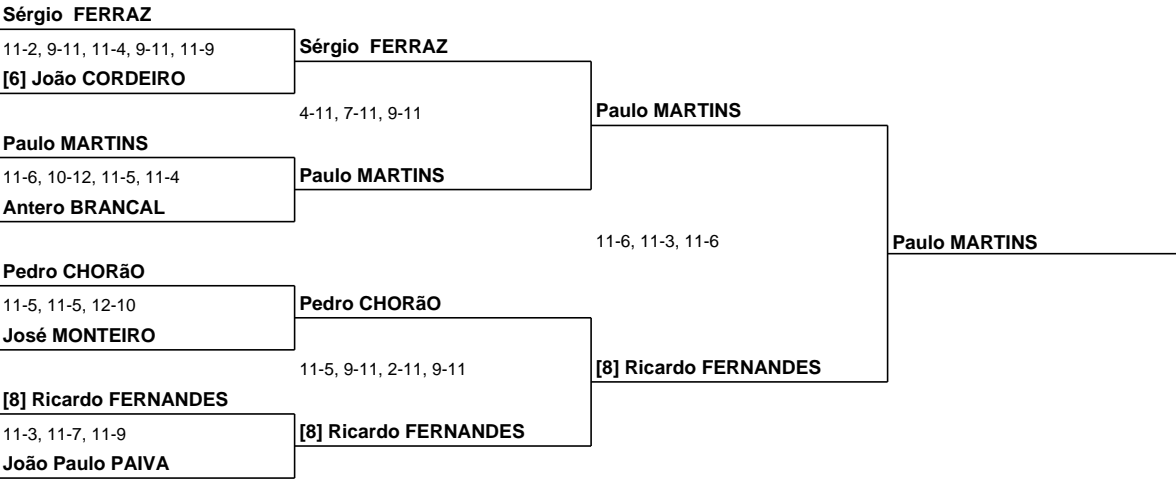 Sérgio  FERRAZ
11-2, 9-11, 11-4, 9-11, 11-9
Sérgio  FERRAZ
[6] João CORDEIRO
4-11, 7-11, 9-11
Paulo MARTINS
Paulo MARTINS
11-6, 10-12, 11-5, 11-4
Paulo MARTINS
Antero BRANCAL
11-6, 11-3, 11-6
Paulo MARTINS
Pedro CHORãO
11-5, 11-5, 12-10
Pedro CHORãO
José MONTEIRO
11-5, 9-11, 2-11, 9-11
[8] Ricardo FERNANDES
[8] Ricardo FERNANDES
11-3, 11-7, 11-9
[8] Ricardo FERNANDES
João Paulo PAIVA